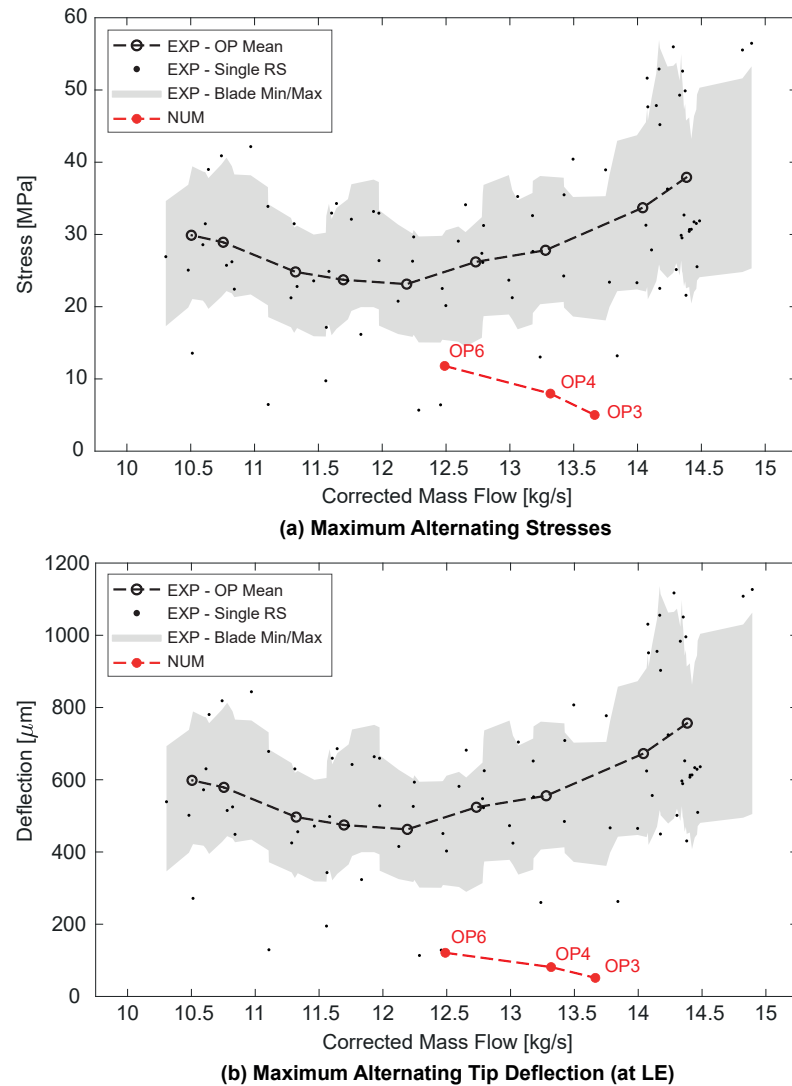 60
50
40
30
20
10
0
Stress [MPa]
EXP - OP Mean
EXP - Single RS
EXP - Blade Min/Max
NUM
OP6
OP4
OP3
10 10.5 11 11.5 12 12.5 13 13.5 14 14.5 15
Corrected Mass Flow [kg/s]
(a) Maximum Alternating Stresses
1200
1000
800
600
400
200
0
Deflection [μm]
EXP - OP Mean
EXP - Single RS
EXP - Blade Min/Max
NUM
OP6
OP4
OP3
10 10.5 11 11.5 12 12.5 13 13.5 14 14.5 15
Corrected Mass Flow [kg/s]
(b) Maximum Alternating Tip Deflection (at LE)